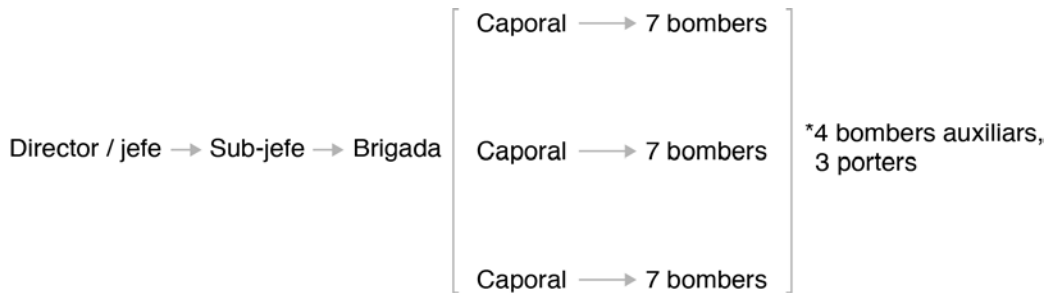 Caporal → 7 bombers
Director / jefe → Sub-jefe → Brigada
Caporal → 7 bombers
*4 bombers auxiliars,
3 porters
Caporal → 7 bombers